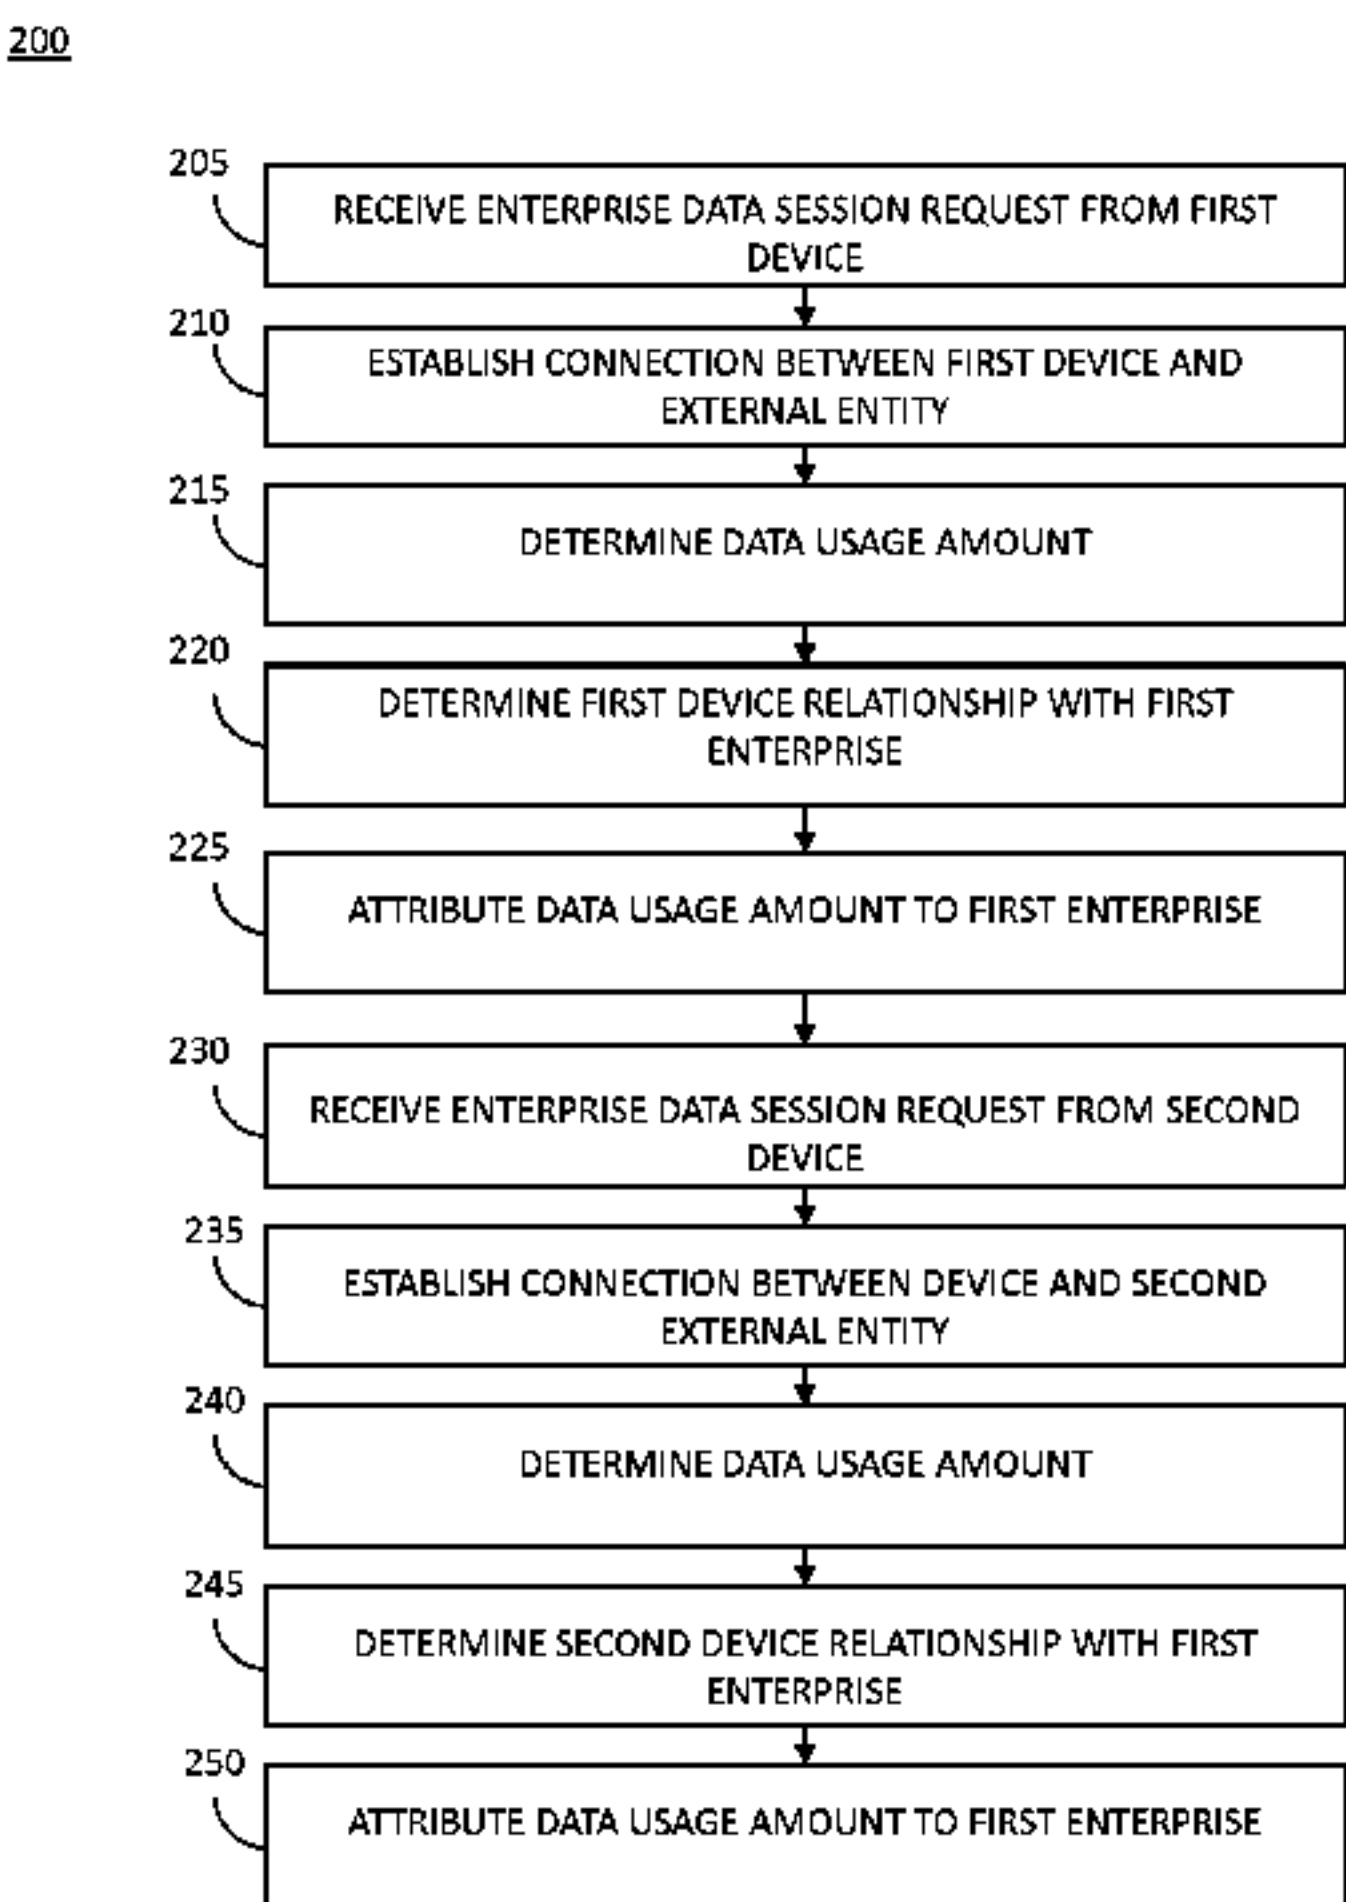 200
205
RECEIVE ENTERPRISE DATA SESSION REQUEST FROM FIRST
DEVICE
210
ESTABLISH CONNECTION BETWEEN FIRST DEVICE AND
EXTERNAL ENTITY
215
DETERMINE DATA USAGE AMOUNT
220
DETERMINE FIRST DEVICE RELATIONSHIP WITH FIRST
ENTERPRISE
225
ATTRIBUTE DATA USAGE AMOUNT TO FIRST ENTERPRISE
230
RECEIVE ENTERPRISE DATA SESSION REQUEST FROM SECOND
DEVICE
235
ESTABLISH CONNECTION BETWEEN DEVICE AND SECOND
EXTERNAL ENTITY
240
DETERMINE DATA USAGE AMOUNT
245
DETERMINE SECOND DEVICE RELATIONSHIP WITH FIRST
ENTERPRISE
250
ATTRIBUTE DATA USAGE AMOUNT TO FIRST ENTERPRISE